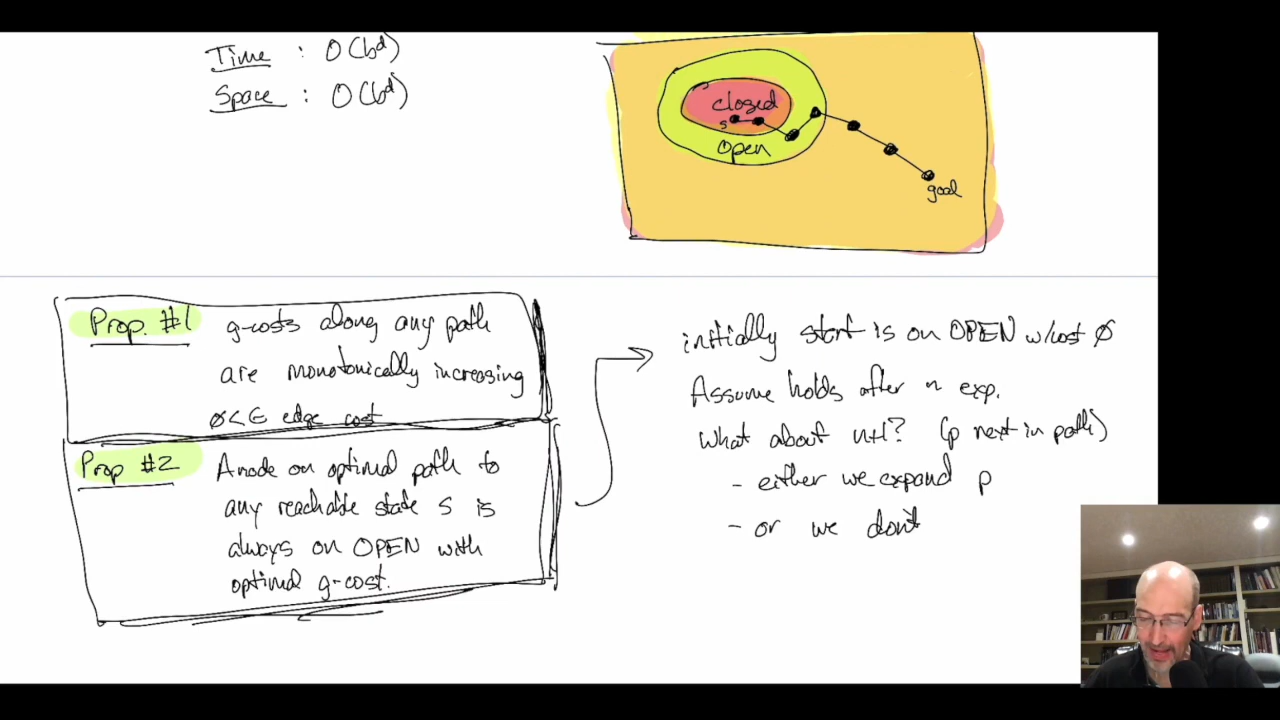 Time : O(b^d)
Space : O(b^d)
closed
s
Open
goal
Prop. #1 g-costs along any path
are monotonically increasing
0 < ∈ edge cost
Prop #2 A node on optimal path to
any reachable state s is
always on OPEN with
optimal g-cost.
initially start is on OPEN w/cost 0
Assume holds after n exp.
What about n+1? (p next in path)
- either we expand p
- or we don't